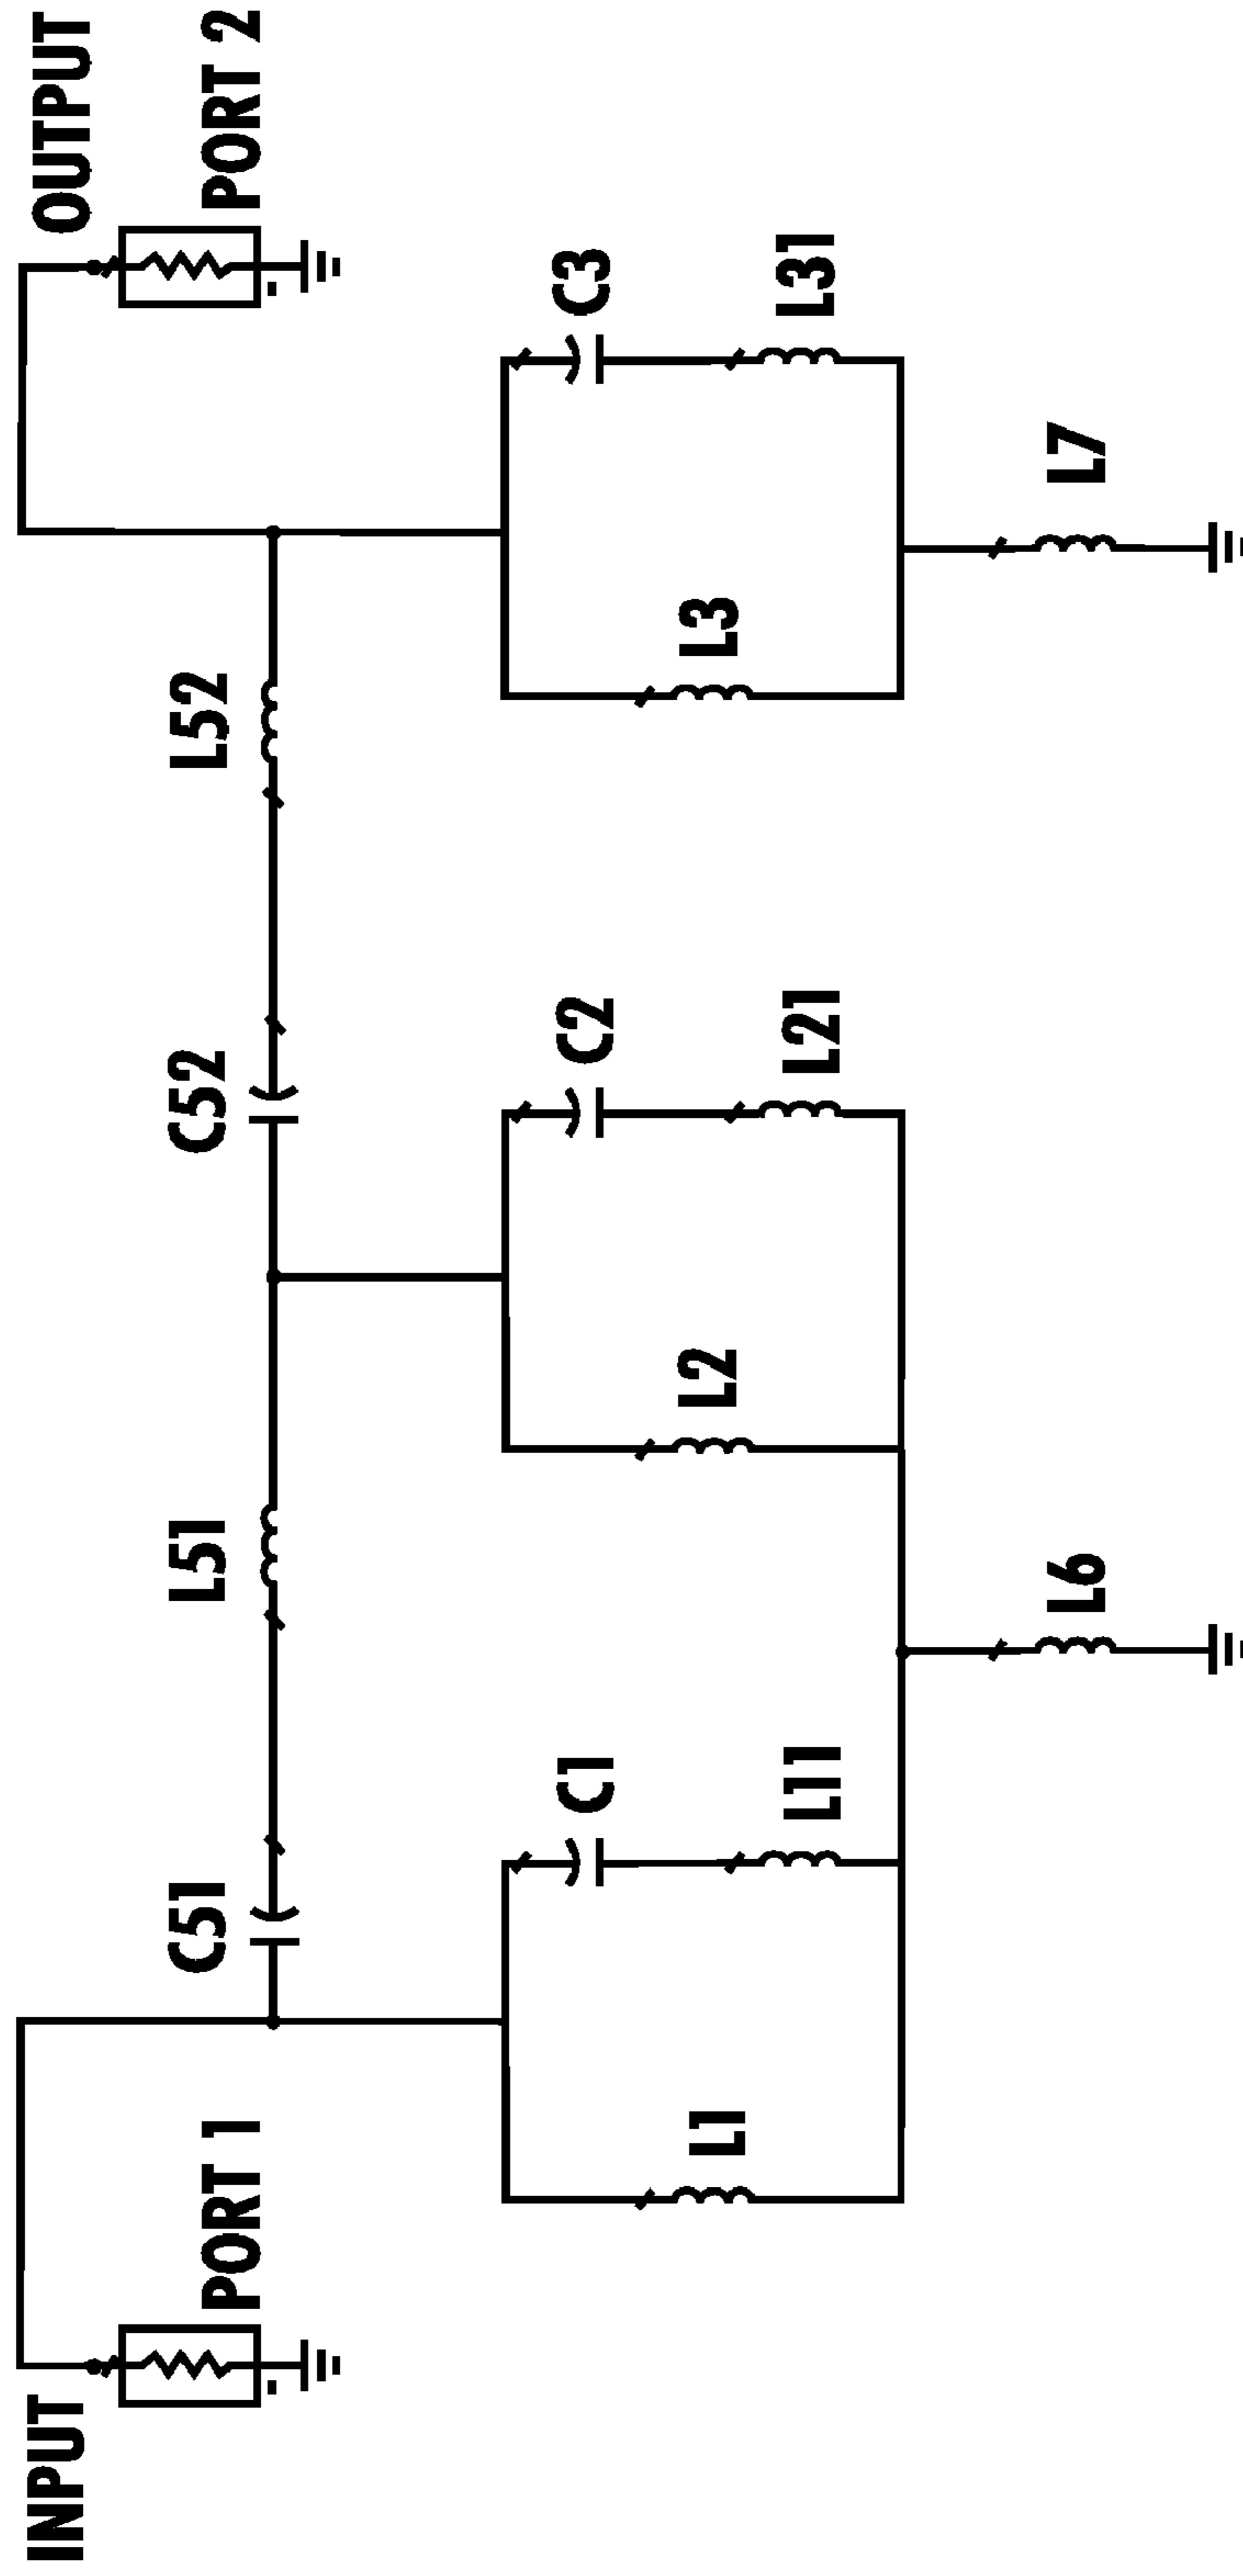 INPUT
OUTPUT
PORT 1
PORT 2
C51
L51
C52
L52
C1
C2
C3
L1
L2
L3
L11
L21
L31
L6
L7